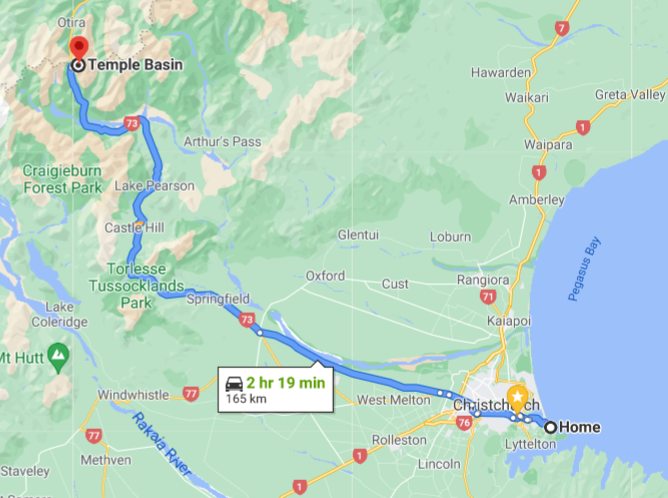 Otira
7
Temple Basin
Hawarden
Waikari
Greta Valley
73
1
Arthur's Pass
Waipara
Craigieburn
Forest Park
1
Lake Pearson
Amberley
Castle Hill
Glentui
Loburn
Pegasus Bay
Torlesse
Tussocklands
Park
Oxford
Cust
Rangiora
Springfield
71
Lake
Coleridge
73
Kaiapoi
Mt Hutt
2 hr 19 min
165 km
Windwhistle
77
West Melton
Christchurch
76
Home
Rakaia River
77
Rolleston
Lyttelton
Methven
1
Lincoln
Staveley
1